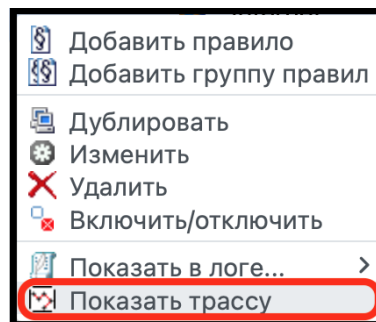 Добавить правило
Добавить группу правил
Дублировать
Изменить
Удалить
Включить/отключить
Показать в логе...
Показать трассу